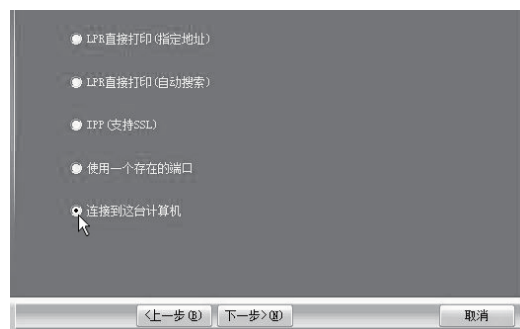 LPR直接打印(指定地址)
LPR直接打印(自动搜索)
IPP(支持SSL)
使用一个存在的端口
连接到这台计算机
<上一步(B) 下一步>(N) 取消